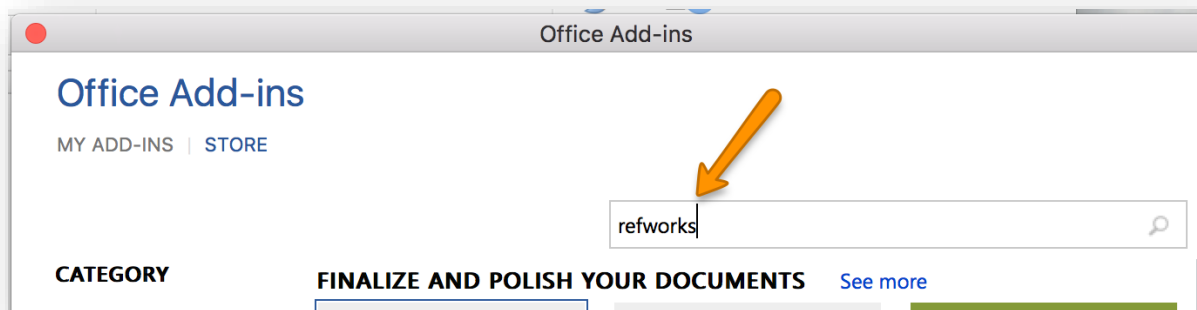 Office Add-ins
Office Add-ins
MY ADD-INS | STORE
refworks
CATEGORY
FINALIZE AND POLISH YOUR DOCUMENTS See more